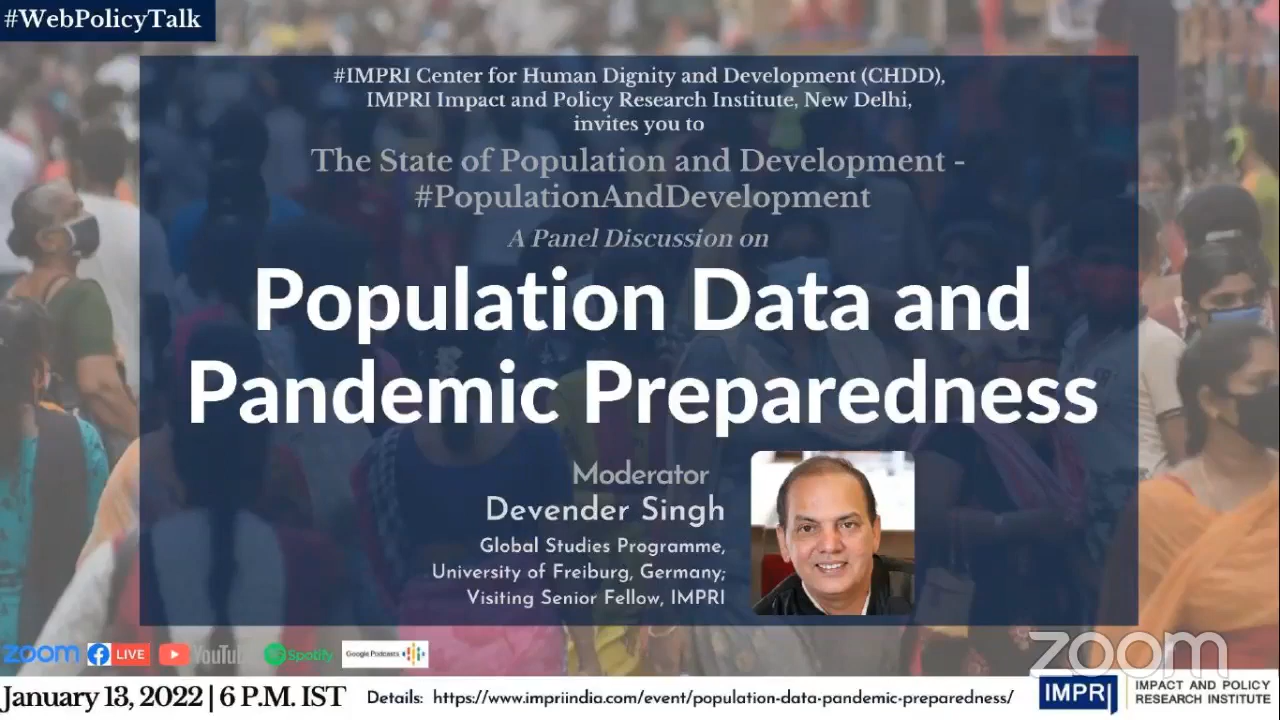 #WebPolicyTalk
#IMPRI Center for Human Dignity and Development (CHDD),
IMPRI Impact and Policy Research Institute, New Delhi,
invites you to
The State of Population and Development -
#PopulationAndDevelopment
A Panel Discussion on
Population Data and
Pandemic Preparedness
Moderator
Devender Singh
Global Studies Programme,
University of Freiburg, Germany;
Visiting Senior Fellow, IMPRI
zoom
LIVE
YouTube
Spotify
Google Podcasts
zoom
January 13, 2022 | 6 P.M. IST
Details: https://www.impriindia.com/event/population-data-pandemic-preparedness/
IMPRI
IMPACT AND POLICY
RESEARCH INSTITUTE